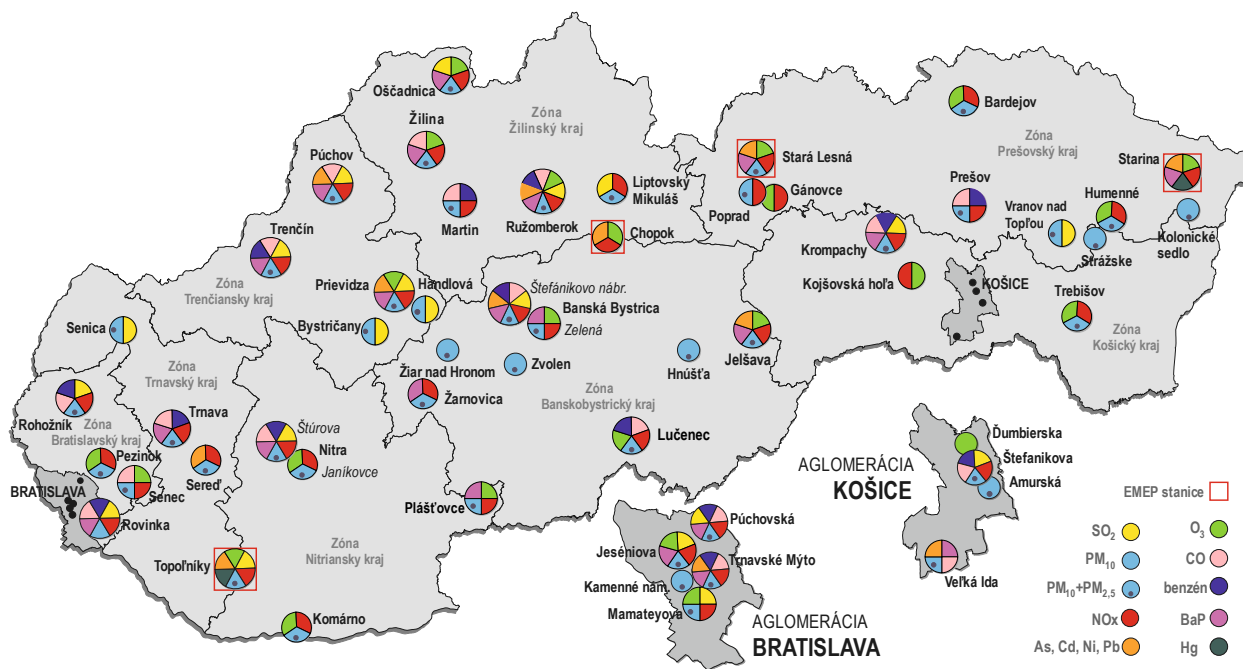 Oščadnica
Zóna
Žilinský kraj
Žilina
Púchov
Martin
Ružomberok
Liptovský
Mikuláš
Chopok
Stará Lesná
Gánovce
Poprad
Bardejov
Zóna
Prešovský kraj
Starina
Prešov
Humenné
Vranov nad
Topľou
Strážske
Kolonické
sedlo
Krompachy
Kojšovská hoľa
KOŠICE
Trebišov
Zóna
Košický kraj
Trenčín
Zóna
Trenčiansky kraj
Prievidza
Handlová
Bystričany
Štefánikovo nábr.
Banská Bystrica
Zelená
Senica
Zóna
Trnavský kraj
Žiar nad Hronom
Zvolen
Hnúšťa
Jelšava
Žarnovica
Zóna
Banskobystrický kraj
Rohožník
Zóna
Bratislavský kraj
Trnava
Pezinok
Sereď
Štúrova
Nitra
Janíkovce
Lučenec
BRATISLAVA
Senec
Rovinka
Plášťovce
Zóna
Nitriansky kraj
Topoľníky
Komárno
Púchovská
Jeséniova
Trnavské Mýto
Kamenné nám.
Mamateyova
AGLOMERÁCIA
BRATISLAVA
AGLOMERÁCIA
KOŠICE
Ďumbierska
Štefanikova
Amurská
Veľká Ida
EMEP stanice
SO₂
O₃
PM₁₀
CO
PM₁₀+PM₂,₅
benzén
NOx
BaP
As, Cd, Ni, Pb
Hg